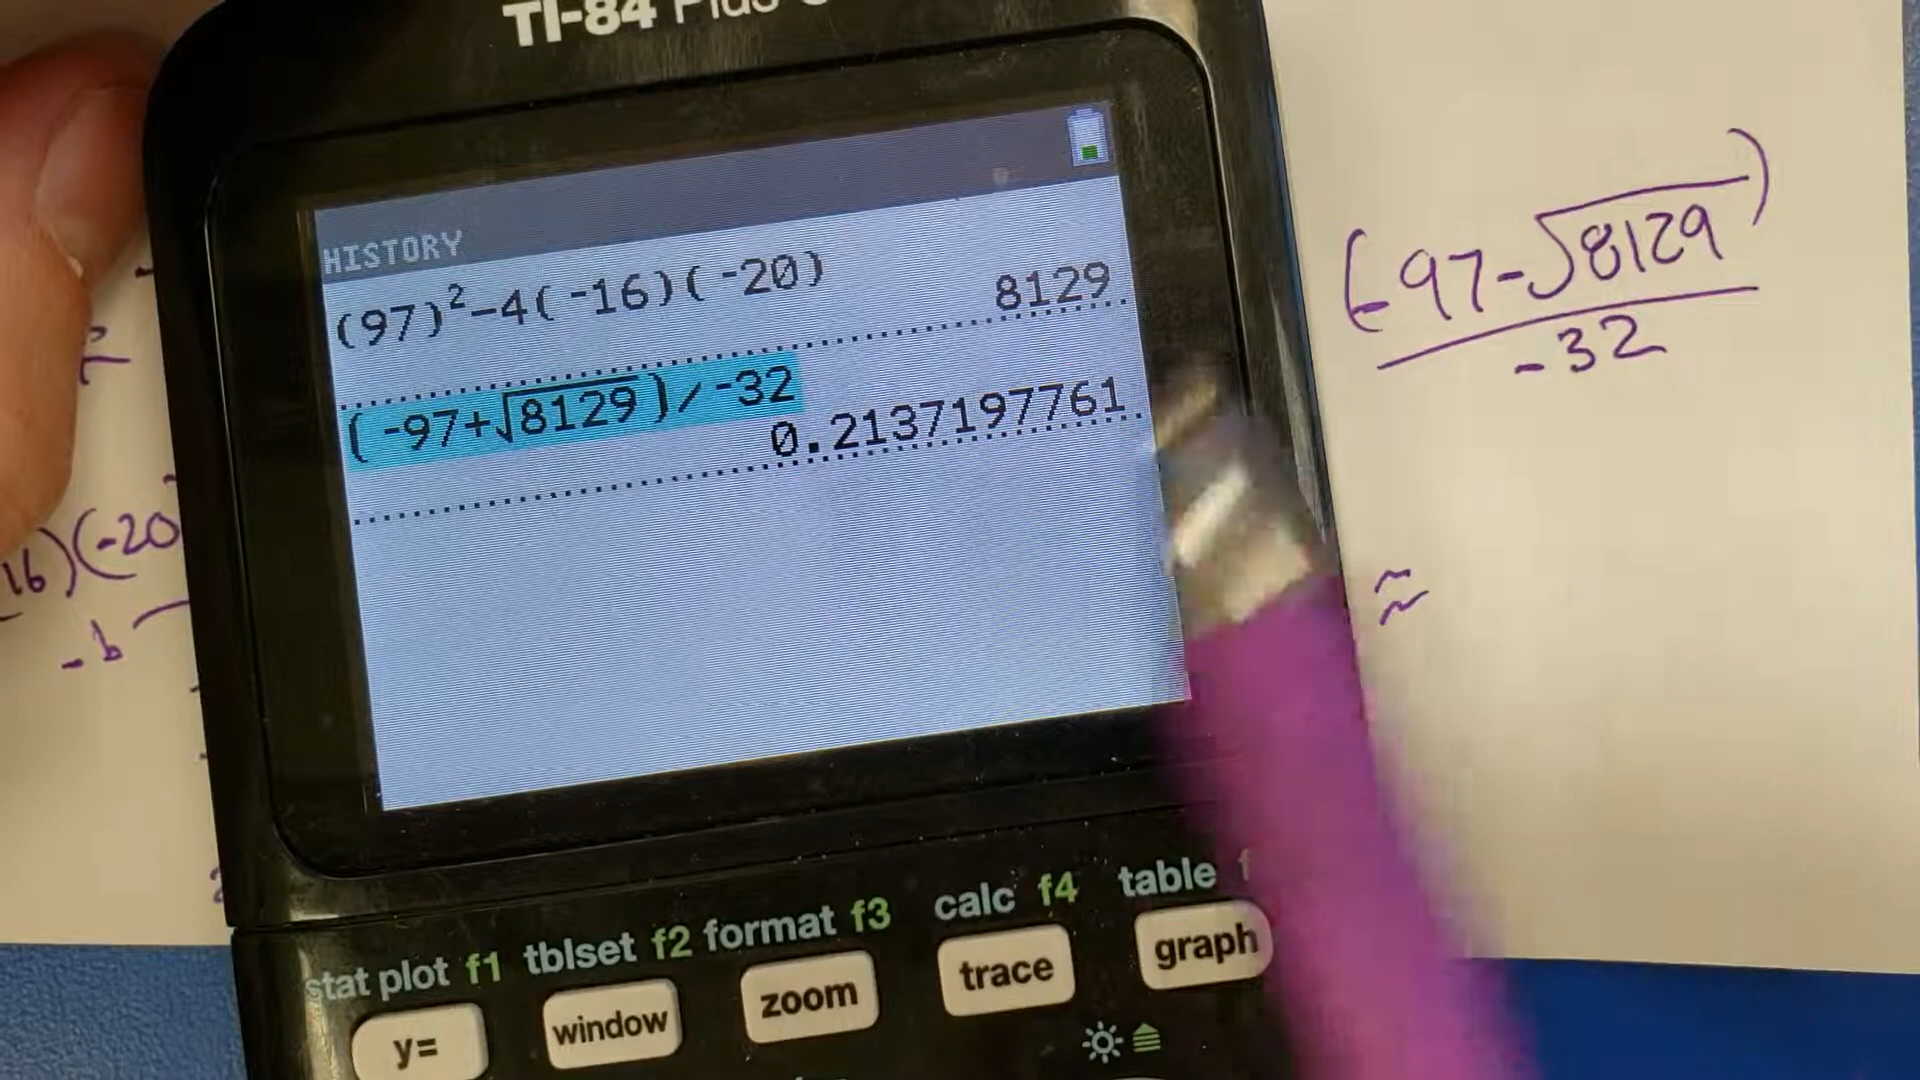 TI-84 Plus
HISTORY
(97)²-4(-16)(-20)
8129
(-97+√8129)/-32
0.2137197761
(-97-√8129)
-32
≈
16)(-20
-b
stat plot f1 tblset f2 format f3 calc f4 table f
y= window zoom trace graph